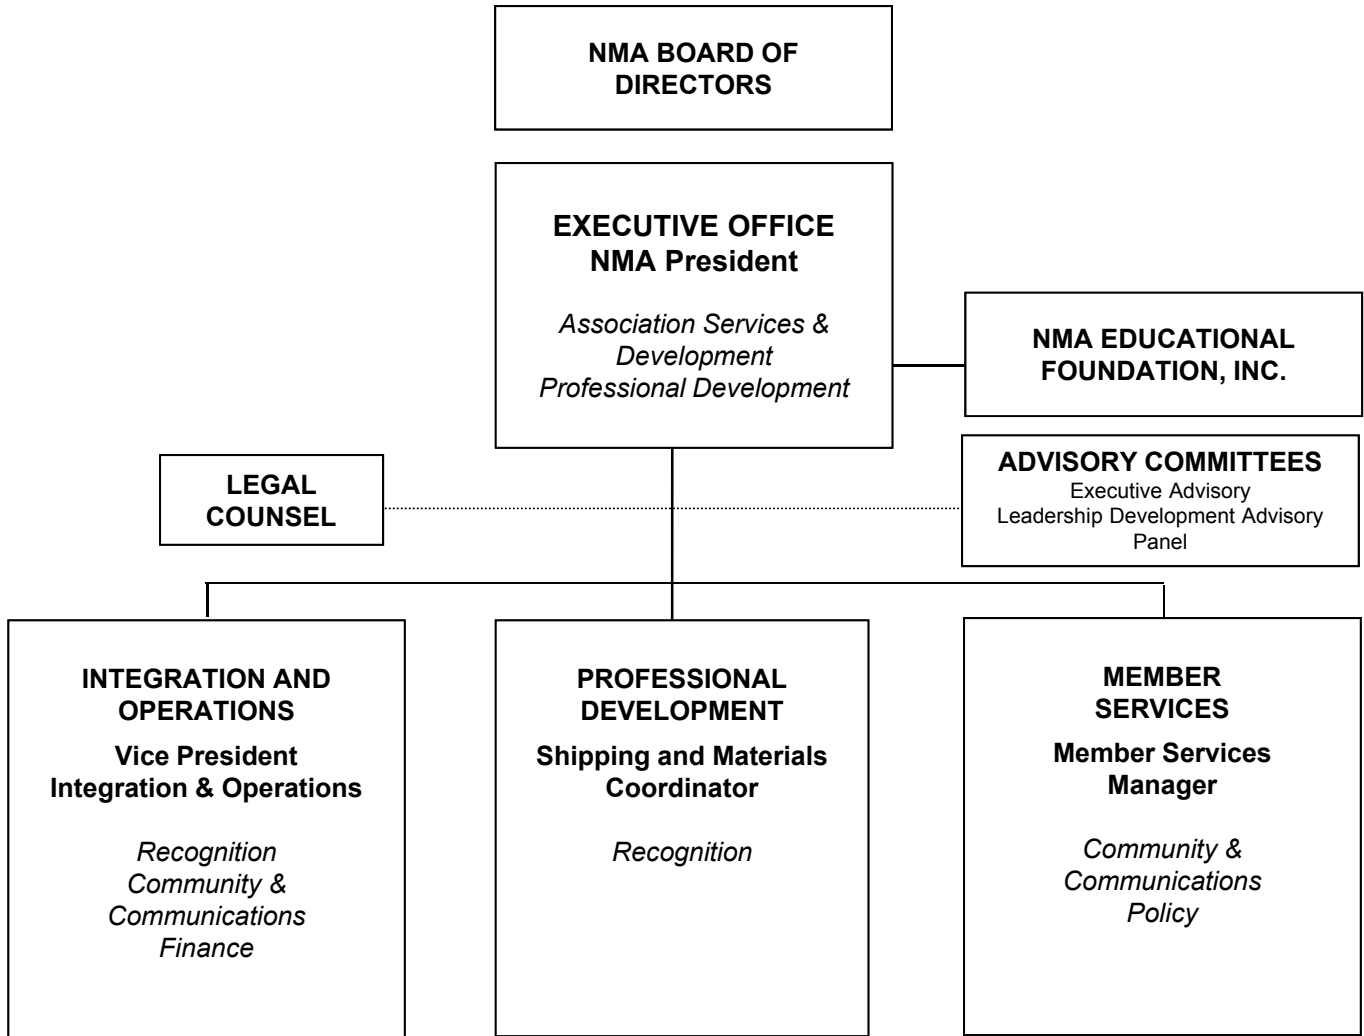 NMA BOARD OF
DIRECTORS
EXECUTIVE OFFICE
NMA President
Association Services &
Development
Professional Development
NMA EDUCATIONAL
FOUNDATION, INC.
LEGAL
COUNSEL
ADVISORY COMMITTEES
Executive Advisory
Leadership Development Advisory
Panel
INTEGRATION AND
OPERATIONS
Vice President
Integration & Operations
Recognition
Community &
Communications
Finance
PROFESSIONAL
DEVELOPMENT
Shipping and Materials
Coordinator
Recognition
MEMBER
SERVICES
Member Services
Manager
Community &
Communications
Policy